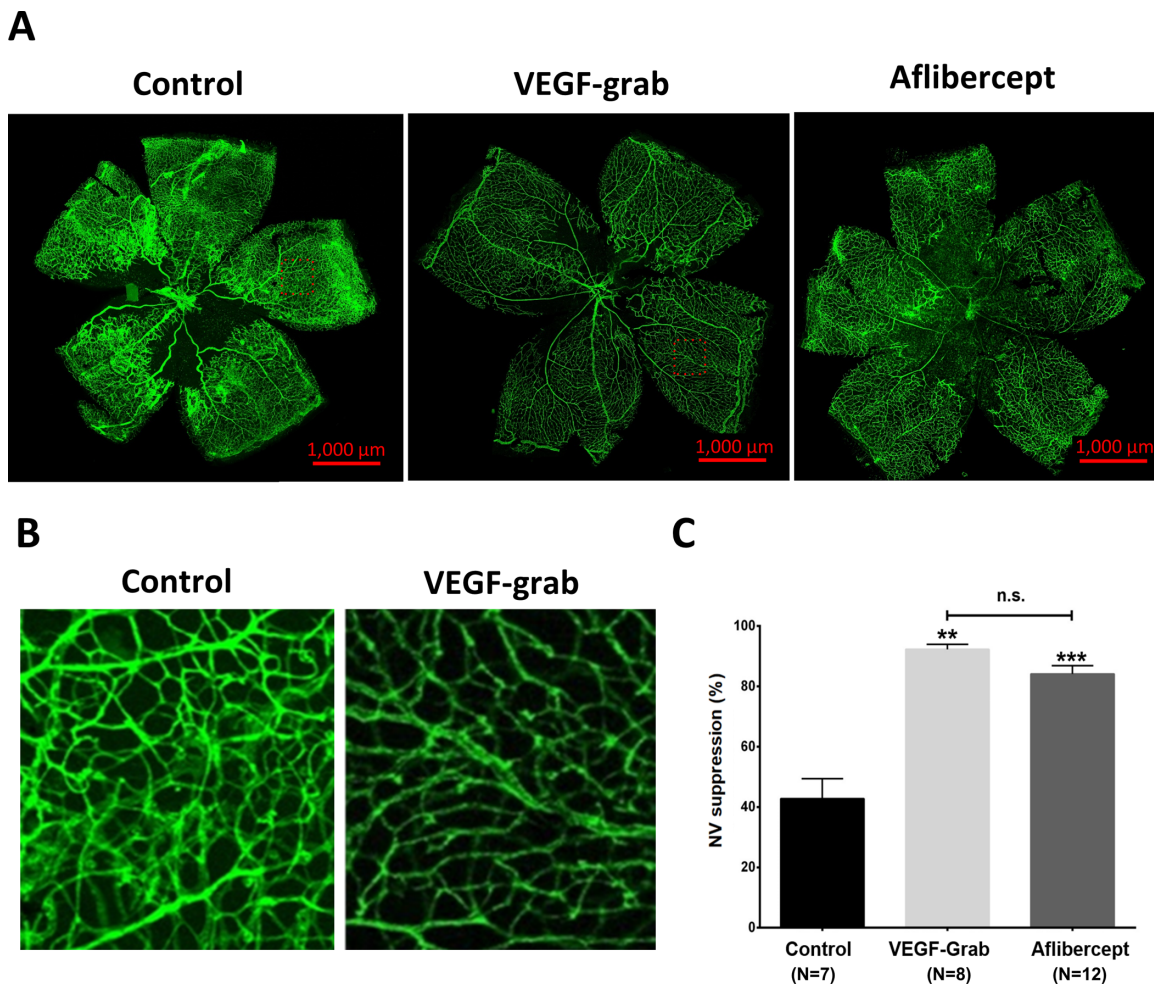 A
Control
VEGF-grab
Aflibercept
1,000 µm
1,000 µm
1,000 µm
B
Control
VEGF-grab
C
n.s.
**
***
NV suppression (%)
100
80
60
40
20
0
Control
VEGF-Grab
Aflibercept
(N=7)
(N=8)
(N=12)